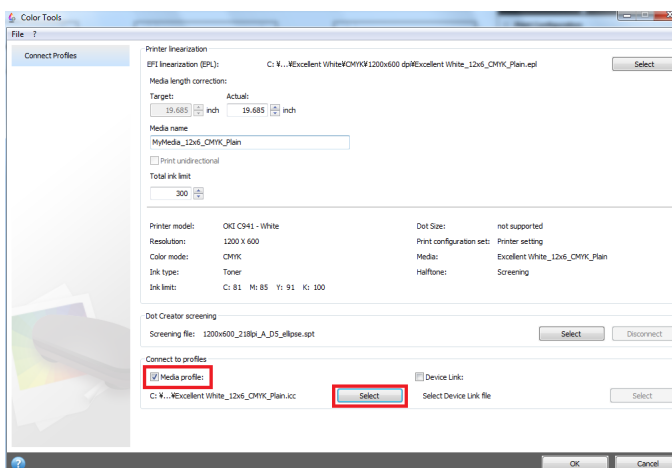 Color Tools
File ?
Connect Profiles
Printer linearization
EFI linearization (EPL): C: ¥...¥Excellent White¥CMYK¥1200x600 dpi¥Excellent White_12x6_CMYK_Plain.epl Select
Media length correction:
Target: Actual:
19.685 inch 19.685 inch
Media name
MyMedia_12x6_CMYK_Plain
Print unidirectional
Total ink limit
300
Printer model: OKI C941 - White Dot Size: not supported
Resolution: 1200 X 600 Print configuration set: Printer setting
Color mode: CMYK Media: Excellent White_12x6_CMYK_Plain
Ink type: Toner Halftone: Screening
Ink limit: C: 81 M: 85 Y: 91 K: 100
Dot Creator screening
Screening file: 1200x600_218lpi_A_DS_ellipse.spt Select Disconnect
Connect to profiles
Media profile: Device Link:
C: ¥...¥Excellent White_12x6_CMYK_Plain.icc Select Select Device Link file Select
? OK Cancel